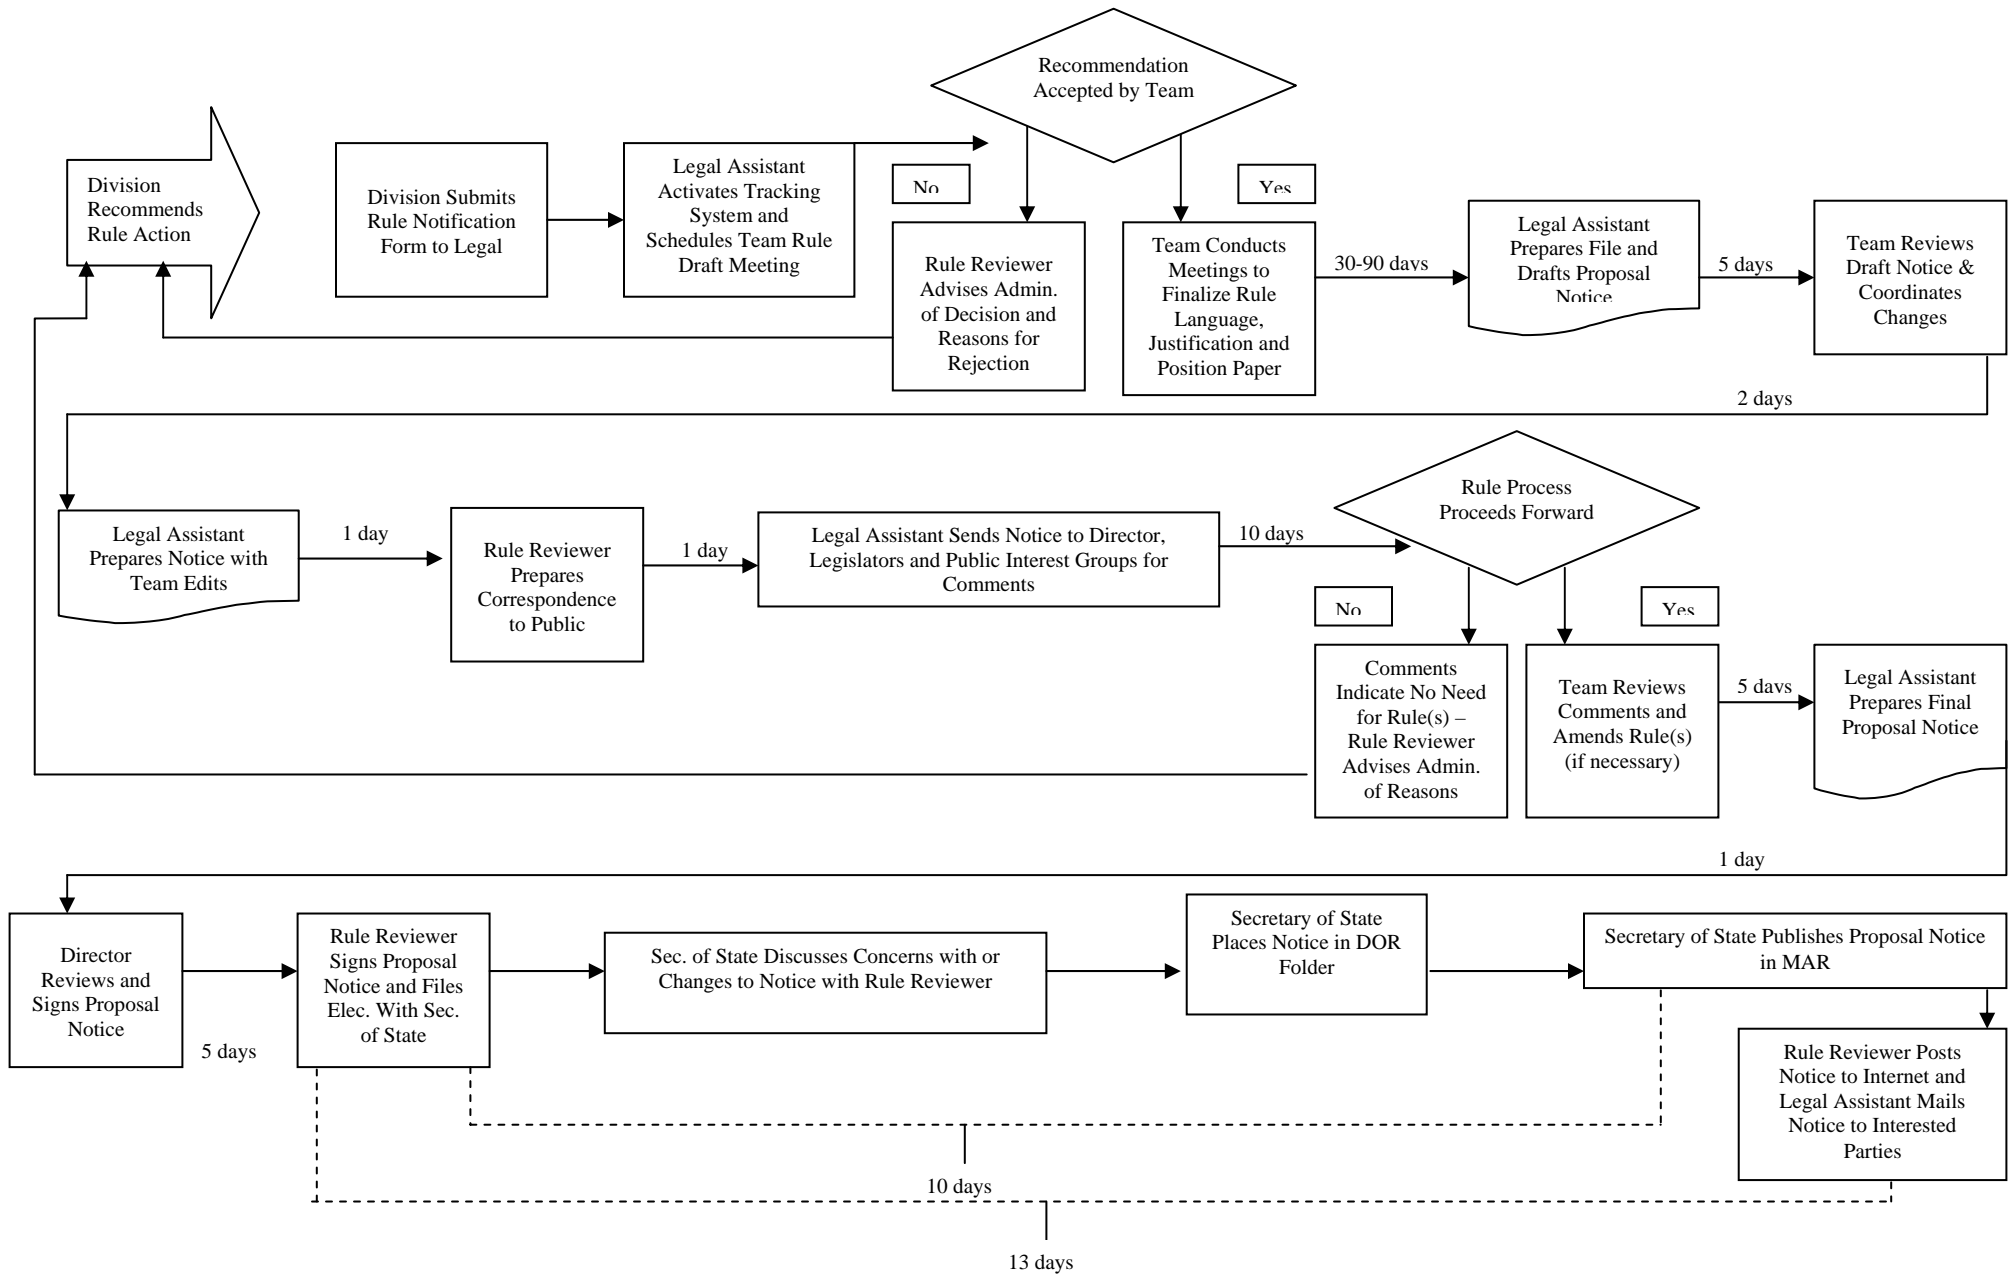 Recommendation
Accepted by Team
Division
Recommends
Rule Action
Division Submits
Rule Notification
Form to Legal
Legal Assistant
Activates Tracking
System and
Schedules Team Rule
Draft Meeting
No
Yes
Rule Reviewer
Advises Admin.
of Decision and
Reasons for
Rejection
Team Conducts
Meetings to
Finalize Rule
Language,
Justification and
Position Paper
30-90 days
Legal Assistant
Prepares File and
Drafts Proposal
Notice
5 days
Team Reviews
Draft Notice &
Coordinates
Changes
2 days
Legal Assistant
Prepares Notice with
Team Edits
1 day
Rule Reviewer
Prepares
Correspondence
to Public
1 day
Legal Assistant Sends Notice to Director,
Legislators and Public Interest Groups for
Comments
10 days
Rule Process
Proceeds Forward
No
Yes
Comments
Indicate No Need
for Rule(s) –
Rule Reviewer
Advises Admin.
of Reasons
Team Reviews
Comments and
Amends Rule(s)
(if necessary)
5 days
Legal Assistant
Prepares Final
Proposal Notice
1 day
Director
Reviews and
Signs Proposal
Notice
5 days
Rule Reviewer
Signs Proposal
Notice and Files
Elec. With Sec.
of State
Sec. of State Discusses Concerns with or
Changes to Notice with Rule Reviewer
Secretary of State
Places Notice in DOR
Folder
Secretary of State Publishes Proposal Notice
in MAR
Rule Reviewer Posts
Notice to Internet and
Legal Assistant Mails
Notice to Interested
Parties
10 days
13 days